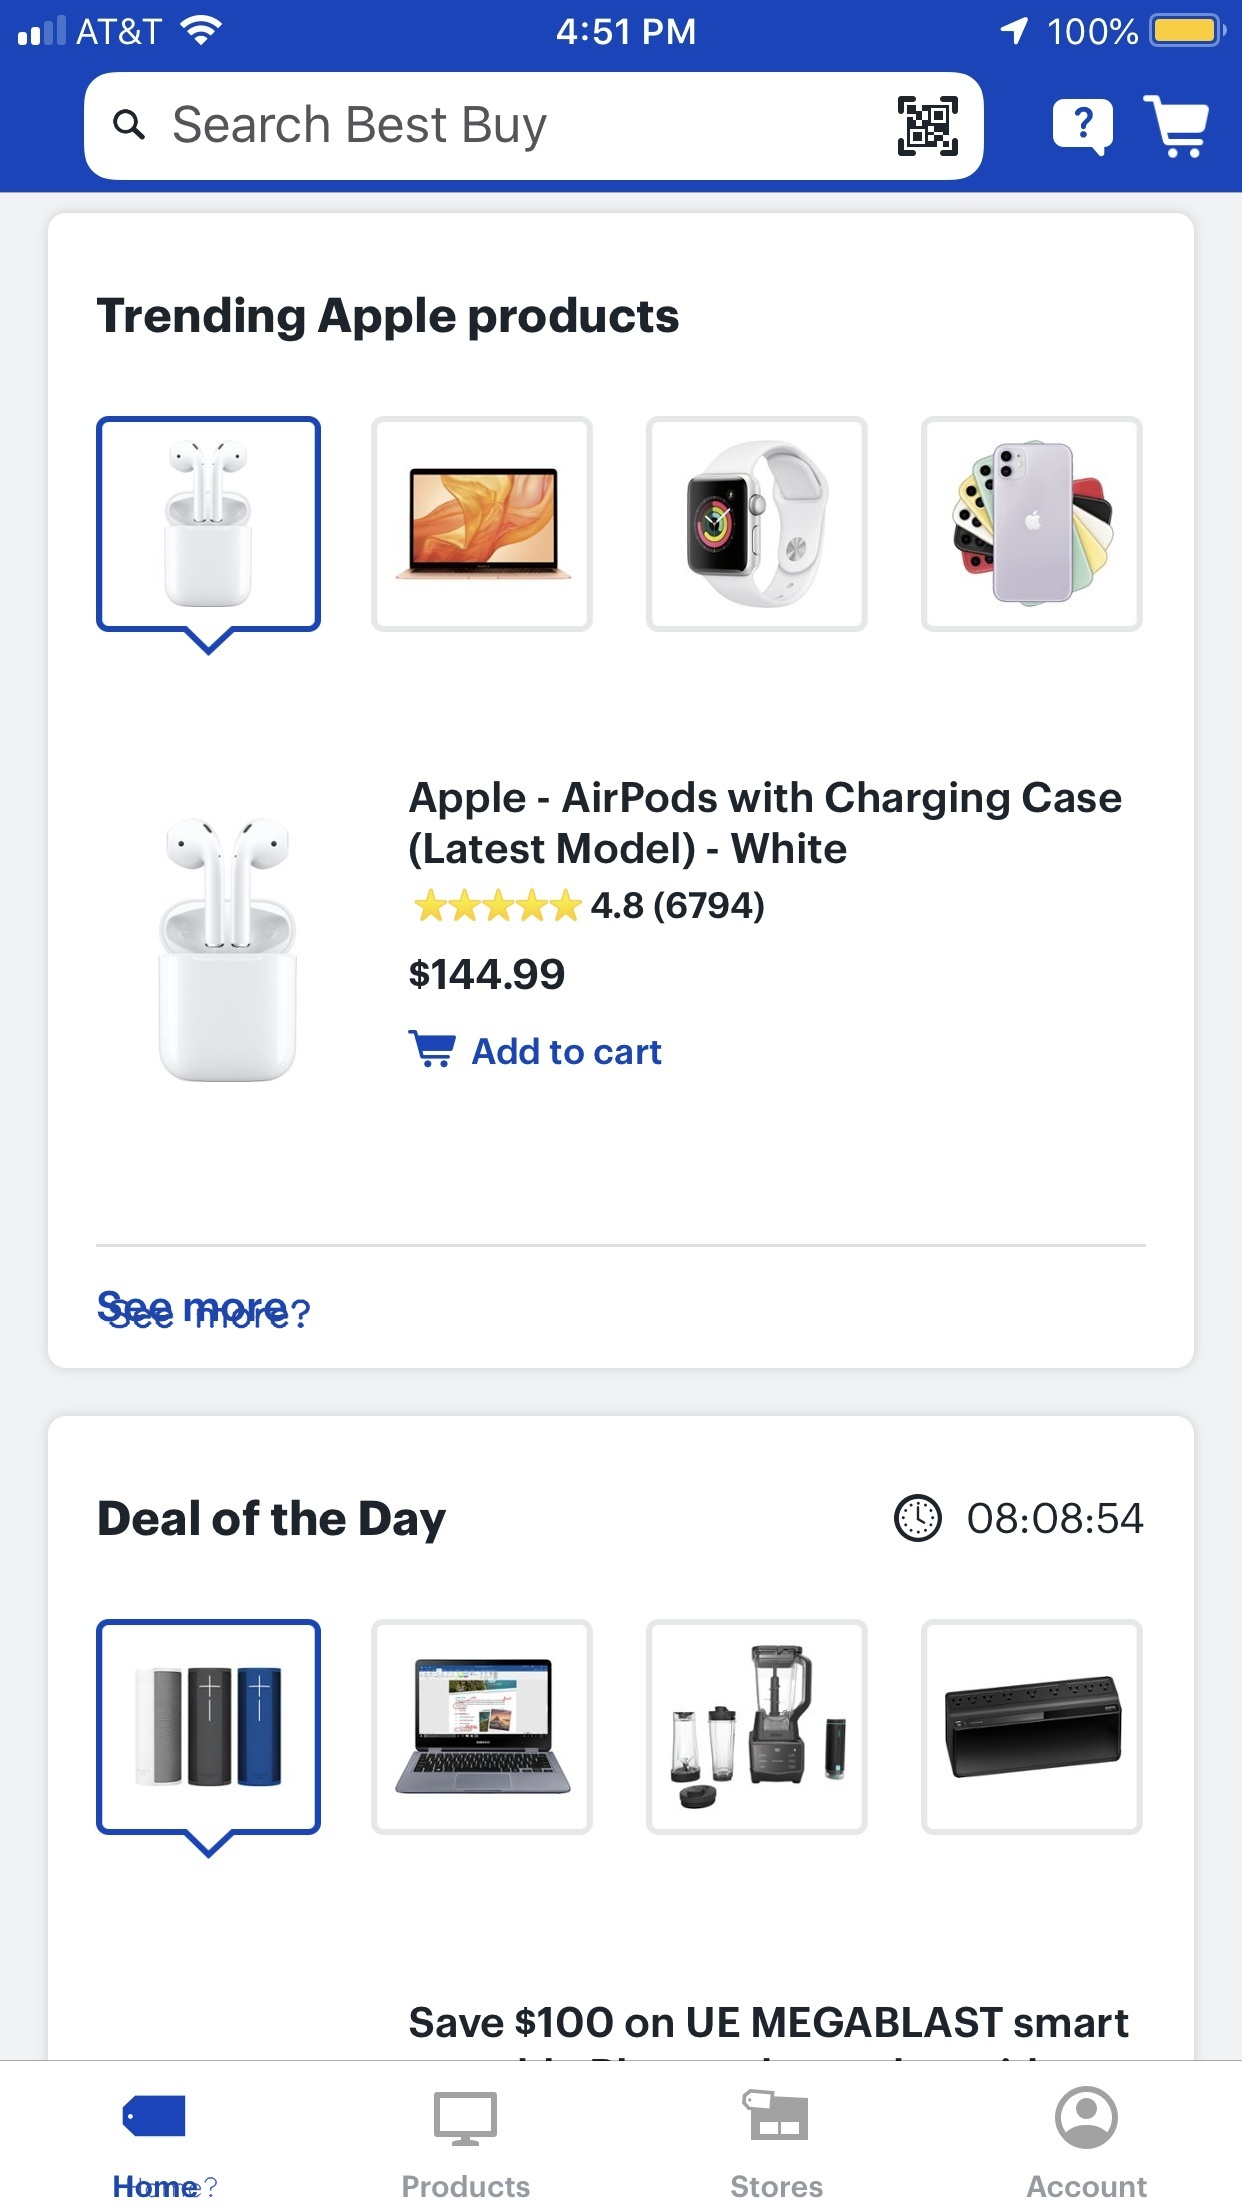 AT&T 4:51 PM 100%
Search Best Buy
Trending Apple products
Apple - AirPods with Charging Case
(Latest Model) - White
4.8 (6794)
$144.99
Add to cart
See more
See more?
Deal of the Day 08:08:54
Save $100 on UE MEGABLAST smart
Home Products Stores Account